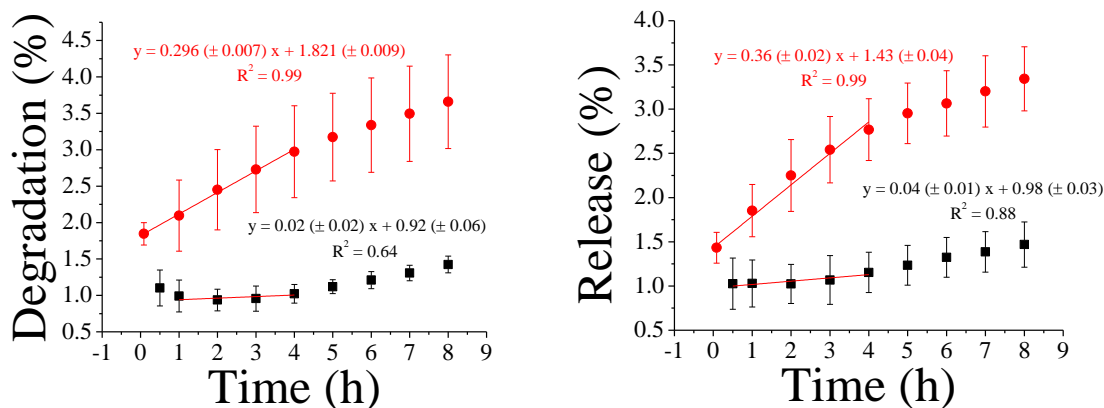 Degradation (%)
4.5
4.0
3.5
3.0
2.5
2.0
1.5
1.0
0.5
y = 0.296 (± 0.007) x + 1.821 (± 0.009)
R² = 0.99
y = 0.02 (± 0.02) x + 0.92 (± 0.06)
R² = 0.64
-1 0 1 2 3 4 5 6 7 8 9
Time (h)
Release (%)
4.0
3.5
3.0
2.5
2.0
1.5
1.0
0.5
y = 0.36 (± 0.02) x + 1.43 (± 0.04)
R² = 0.99
y = 0.04 (± 0.01) x + 0.98 (± 0.03)
R² = 0.88
-1 0 1 2 3 4 5 6 7 8 9
Time (h)